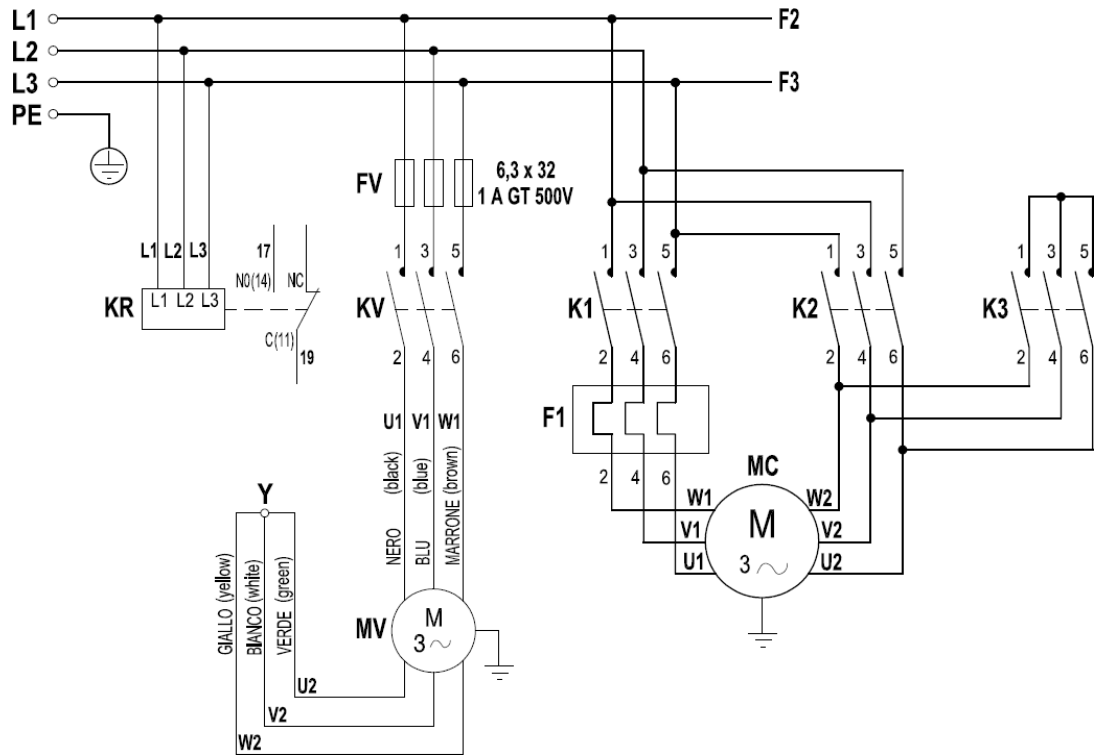 L1
F2
L2
L3
F3
PE
FV
6,3 x 32
1 A GT 500V
L1 L2 L3
17
N0(14)
NC
KR
L1 L2 L3
C(11)
19
1 3 5
KV
2 4 6
1 3 5
K1
2 4 6
1 3 5
K2
2 4 6
1 3 5
K3
2 4 6
F1
2 4 6
U1 V1 W1
NERO (black)
BLU (blue)
MARRONE (brown)
Y
GIALLO (yellow)
BIANCO (white)
VERDE (green)
MV
M
3
U2
V2
W2
MC
W1
W2
V1
V2
U1
U2
M
3